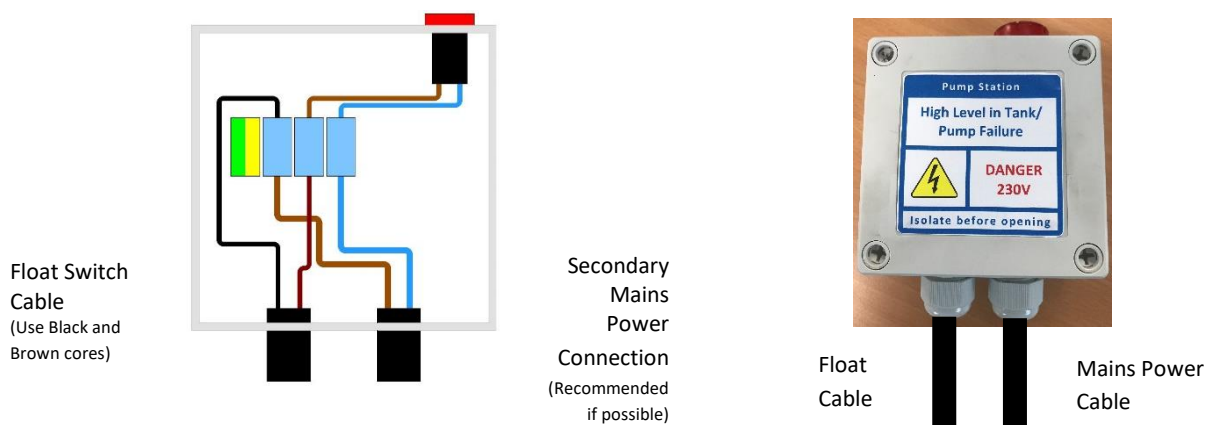 Float Switch
Cable
(Use Black and
Brown cores)
Secondary
Mains
Power
Connection
(Recommended
if possible)
Pump Station
High Level in Tank/
Pump Failure
DANGER
230V
Isolate before opening
Float
Cable
Mains Power
Cable